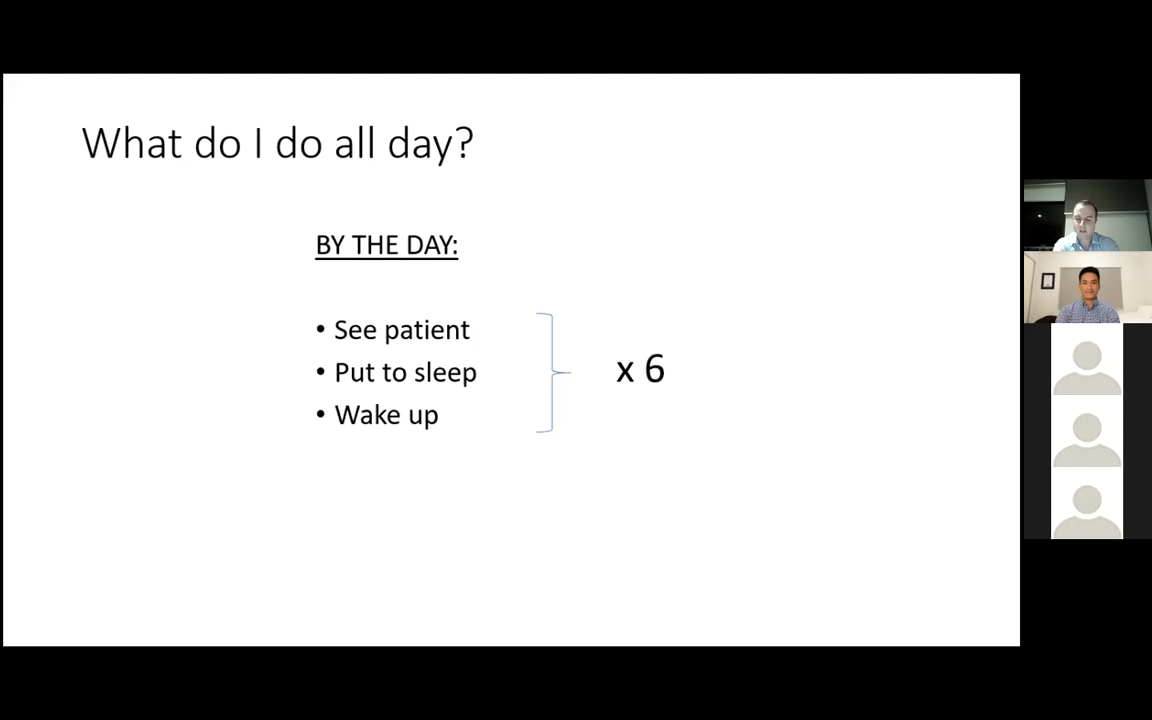 What do I do all day?
BY THE DAY:
• See patient
• Put to sleep
• Wake up
x 6